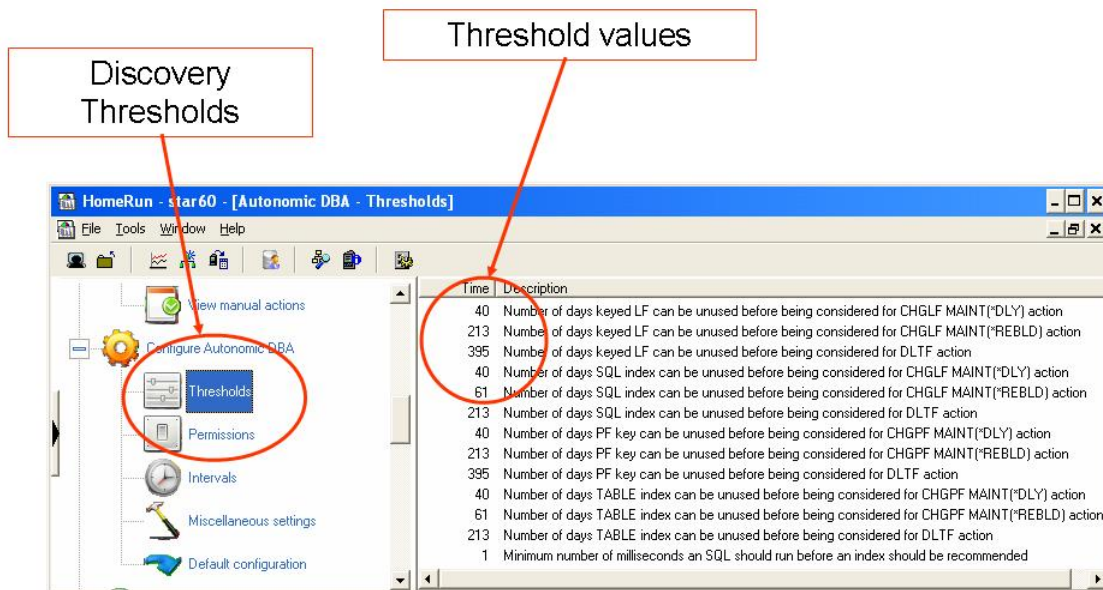 Threshold values
Discovery
Thresholds
HomeRun - star60 - [Autonomic DBA - Thresholds]
File Tools Window Help
View manual actions
Configure Autonomic DBA
Thresholds
Permissions
Intervals
Miscellaneous settings
Default configuration
Time Description
40 Number of days keyed LF can be unused before being considered for CHGLF MAINT(*DLY) action
213 Number of days keyed LF can be unused before being considered for CHGLF MAINT(*REBLD) action
395 Number of days keyed LF can be unused before being considered for DLTF action
40 Number of days SQL index can be unused before being considered for CHGLF MAINT(*DLY) action
61 Number of days SQL index can be unused before being considered for CHGLF MAINT(*REBLD) action
213 Number of days SQL index can be unused before being considered for DLTF action
40 Number of days PF key can be unused before being considered for CHGPF MAINT(*DLY) action
213 Number of days PF key can be unused before being considered for CHGPF MAINT(*REBLD) action
395 Number of days PF key can be unused before being considered for DLTF action
40 Number of days TABLE index can be unused before being considered for CHGPF MAINT(*DLY) action
61 Number of days TABLE index can be unused before being considered for CHGPF MAINT(*REBLD) action
213 Number of days TABLE index can be unused before being considered for DLTF action
1 Minimum number of milliseconds an SQL should run before an index should be recommended